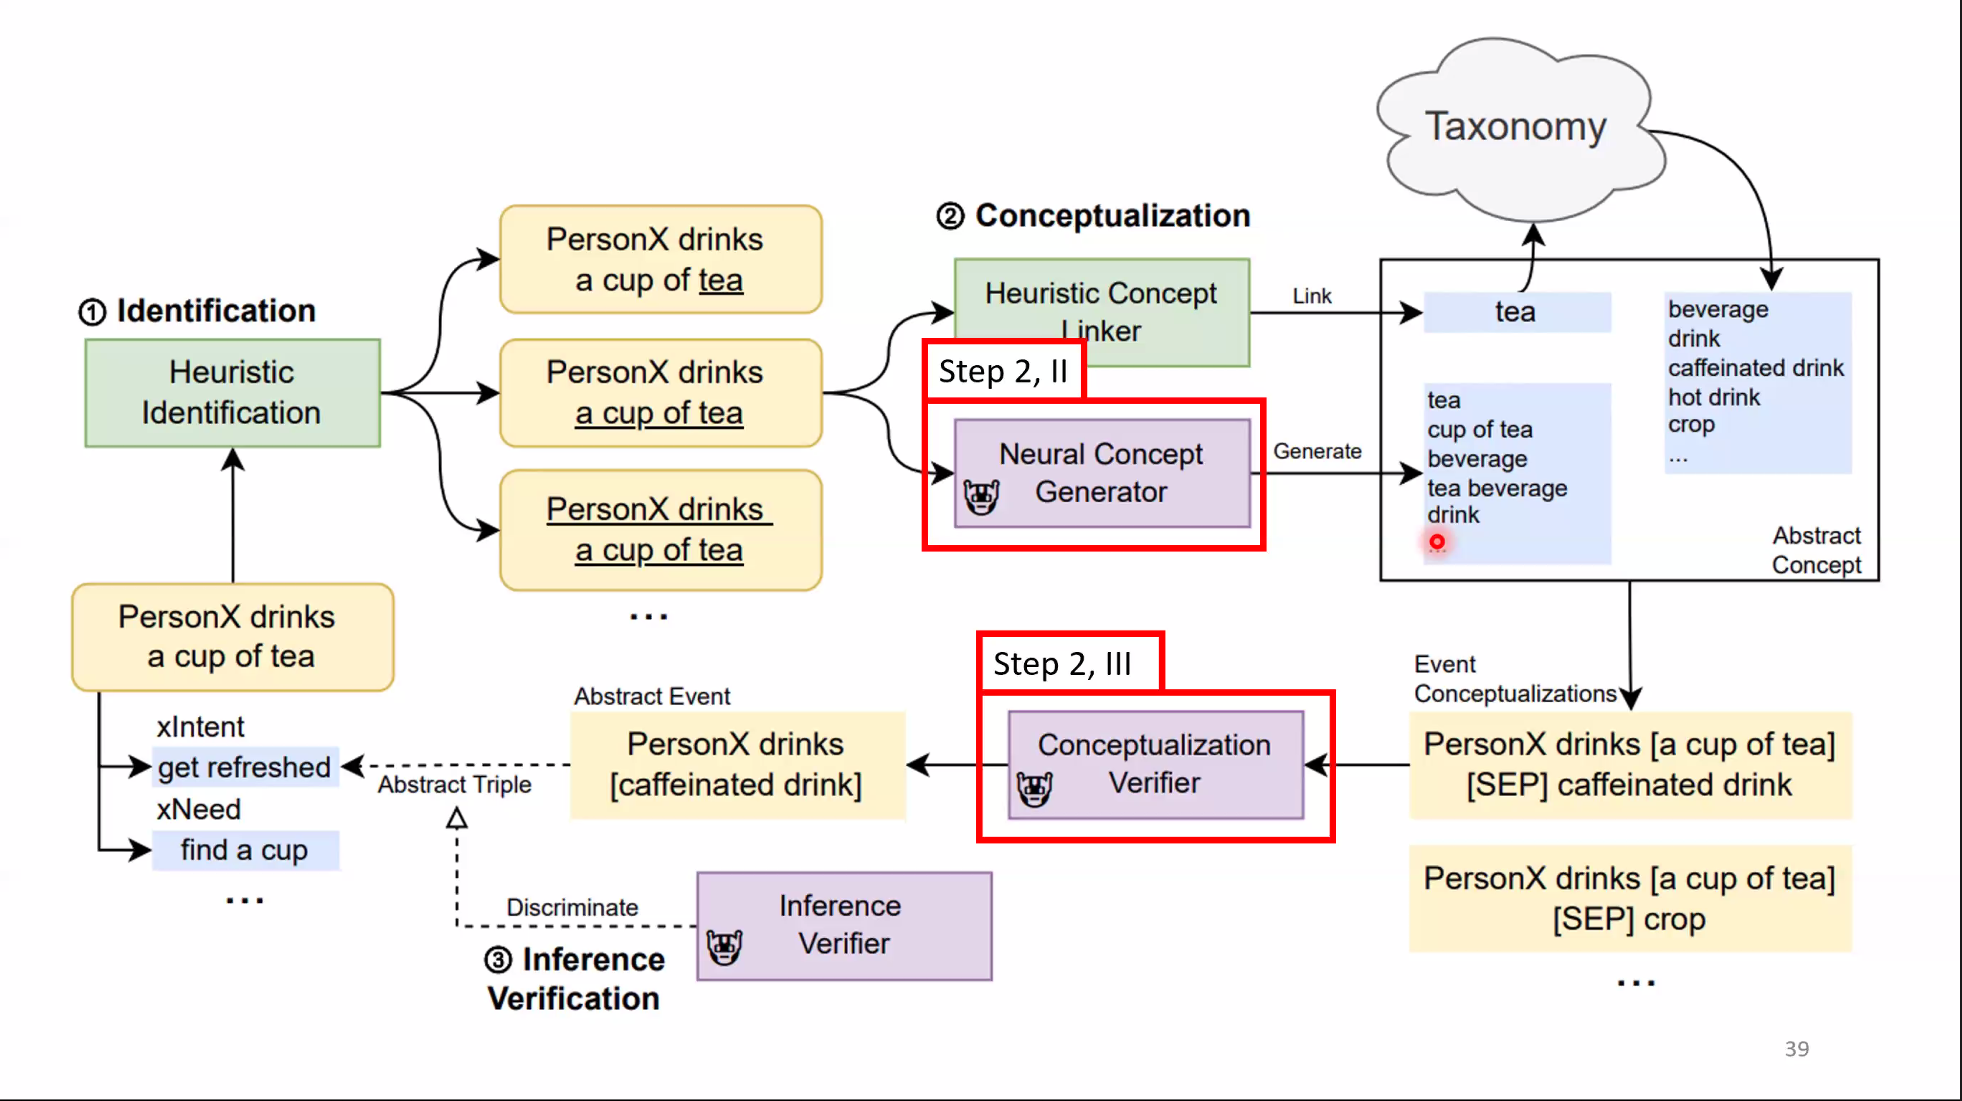 Taxonomy
② Conceptualization
PersonX drinks
a cup of tea
① Identification
Heuristic
Identification
PersonX drinks
a cup of tea
PersonX drinks
a cup of tea
...
Heuristic Concept
Linker
Link
Step 2, II
Neural Concept
Generator
Generate
tea
tea
cup of tea
beverage
tea beverage
drink
...
beverage
drink
caffeinated drink
hot drink
crop
...
Abstract
Concept
PersonX drinks
a cup of tea
xIntent
get refreshed
xNeed
find a cup
...
Abstract Triple
Abstract Event
PersonX drinks
[caffeinated drink]
Step 2, III
Conceptualization
Verifier
Event
Conceptualizations
PersonX drinks [a cup of tea]
[SEP] caffeinated drink
PersonX drinks [a cup of tea]
[SEP] crop
...
Discriminate
③ Inference
Verification
Inference
Verifier
39